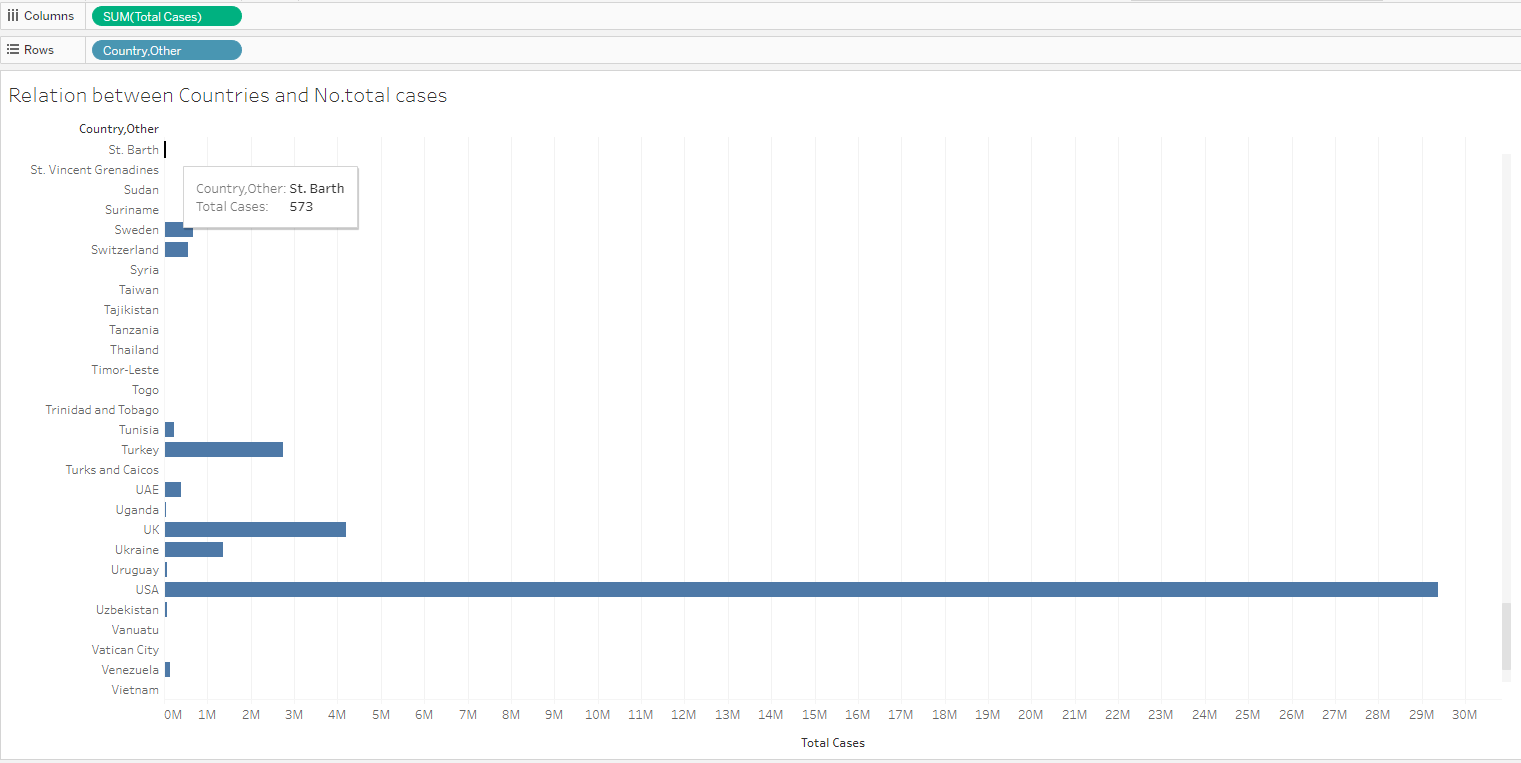 Columns SUM(Total Cases)
Rows Country,Other
Relation between Countries and No.total cases
Country,Other
St. Barth
St. Vincent Grenadines
Country,Other: St. Barth
Sudan
Total Cases: 573
Suriname
Sweden
Switzerland
Syria
Taiwan
Tajikistan
Tanzania
Thailand
Timor-Leste
Togo
Trinidad and Tobago
Tunisia
Turkey
Turks and Caicos
UAE
Uganda
UK
Ukraine
Uruguay
USA
Uzbekistan
Vanuatu
Vatican City
Venezuela
Vietnam
0M 1M 2M 3M 4M 5M 6M 7M 8M 9M 10M 11M 12M 13M 14M 15M 16M 17M 18M 19M 20M 21M 22M 23M 24M 25M 26M 27M 28M 29M 30M
Total Cases